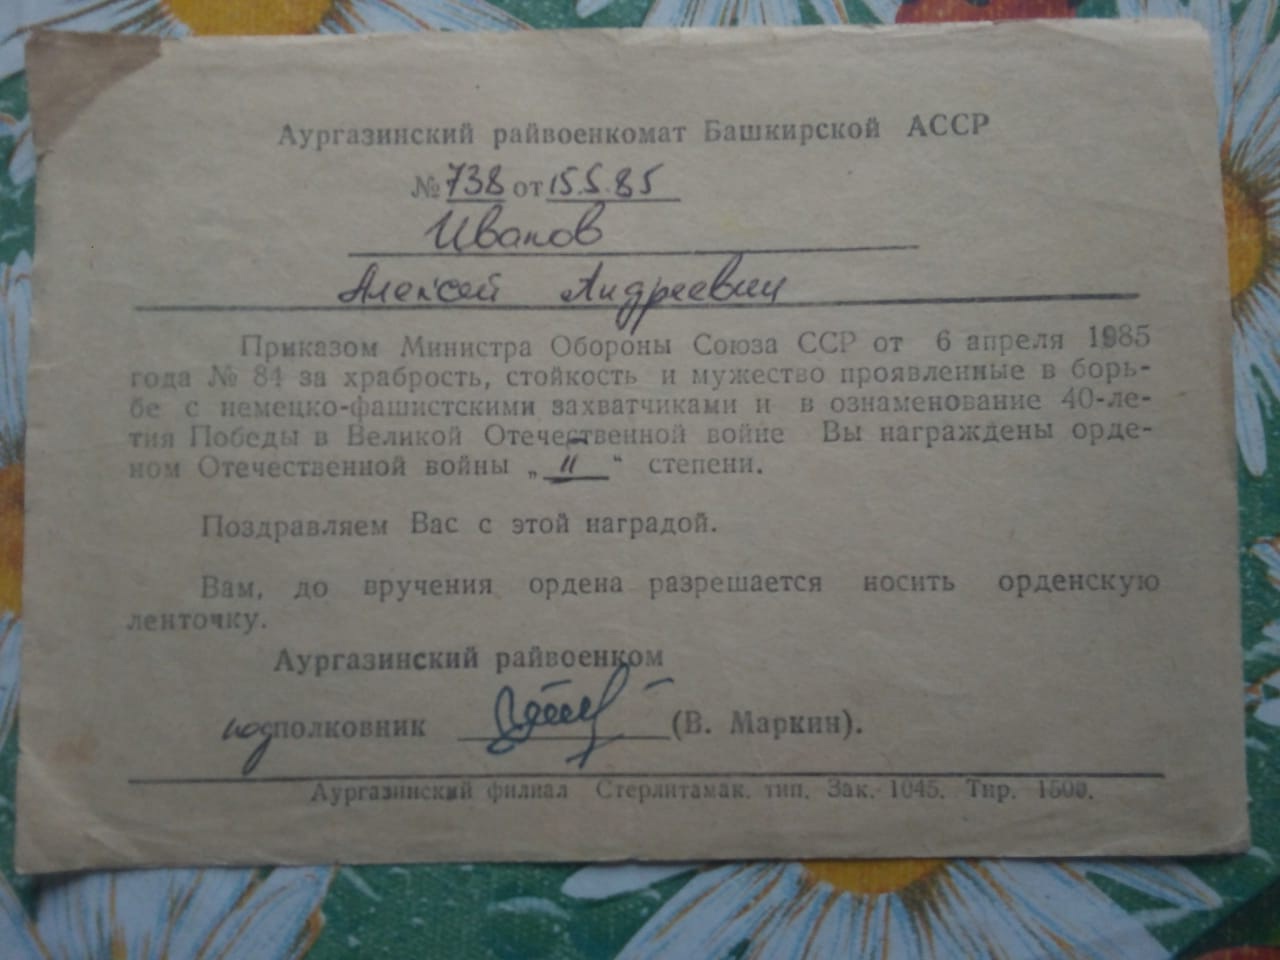 Аургазинский райвоенкомат Башкирской АССР
№ 738 от 15.5.85
Иванов
Алексей Андреевич
Приказом Министра Обороны Союза ССР от 6 апреля 1985
года № 84 за храбрость, стойкость и мужество проявленные в борь-
бе с немецко-фашистскими захватчиками и в ознаменование 40-ле-
тия Победы в Великой Отечественной войне Вы награждены орде-
ном Отечественной войны „II“ степени.
Поздравляем Вас с этой наградой.
Вам, до вручения ордена разрешается носить орденскую
ленточку.
Аургазинский райвоенком
подполковник (В. Маркин).
Аургазинский филиал Стерлитамак. тип. Зак. 1045. Тир. 1500.